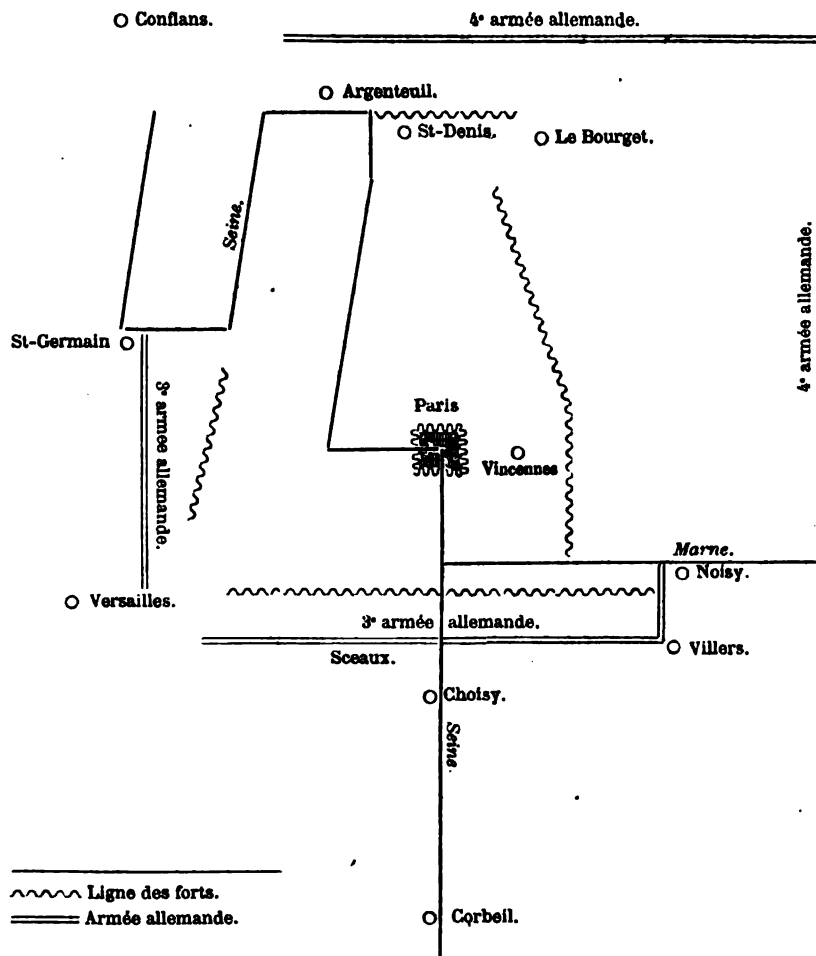 Conflans.
4e armée allemande.
Argenteuil.
St-Denis.
Le Bourget.
Seine.
4e armée allemande.
St-Germain
3e armée allemande.
Paris
Vincennes
Marne.
Noisy.
Versailles.
3e armée allemande.
Sceaux.
Villers.
Choisy.
Seine
Ligne des forts.
Armée allemande.
Corbeil.